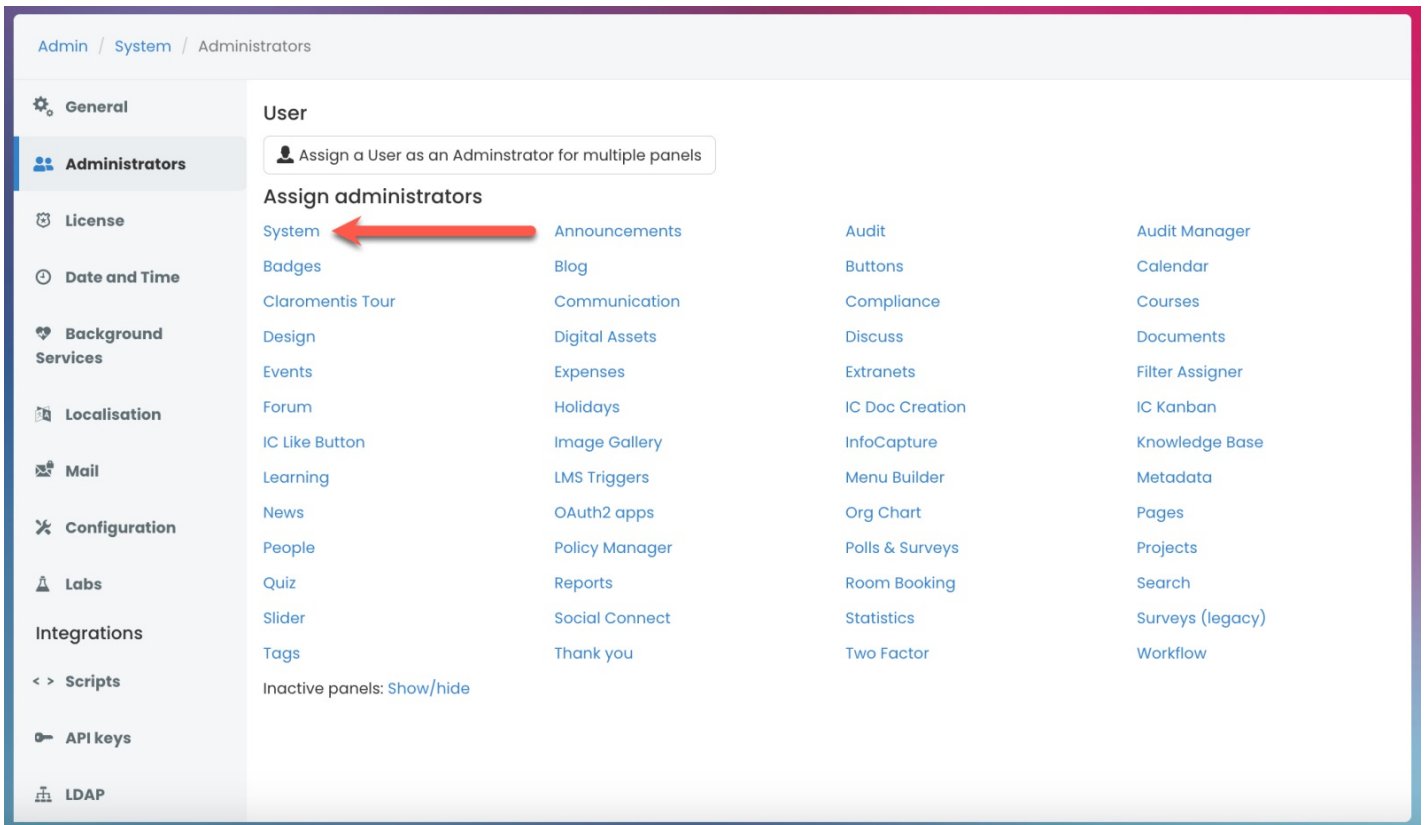 Admin / System / Administrators
General
Administrators
License
Date and Time
Background
Services
Localisation
Mail
Configuration
Labs
Integrations
< > Scripts
API keys
LDAP
User
Assign a User as an Adminstrator for multiple panels
Assign administrators
System Announcements Audit Audit Manager
Badges Blog Buttons Calendar
Claromentis Tour Communication Compliance Courses
Design Digital Assets Discuss Documents
Events Expenses Extranets Filter Assigner
Forum Holidays IC Doc Creation IC Kanban
IC Like Button Image Gallery InfoCapture Knowledge Base
Learning LMS Triggers Menu Builder Metadata
News OAuth2 apps Org Chart Pages
People Policy Manager Polls & Surveys Projects
Quiz Reports Room Booking Search
Slider Social Connect Statistics Surveys (legacy)
Tags Thank you Two Factor Workflow
Inactive panels: Show/hide